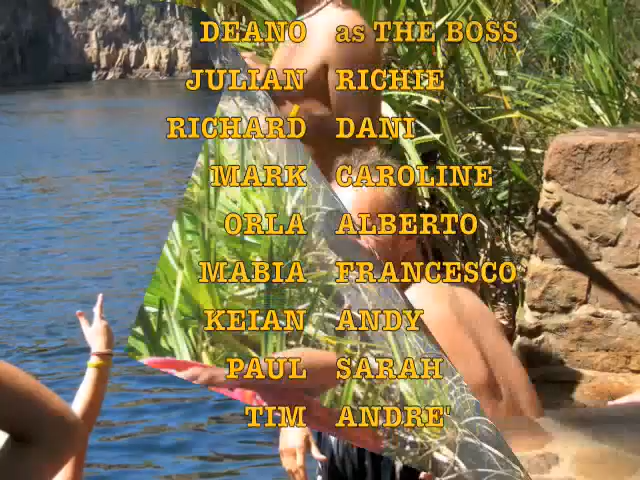 DEANO as THE BOSS
JULIAN RICHIE
RICHARD DANI
MARK CAROLINE
ORLA ALBERTO
MABIA FRANCESCO
KEIAN ANDY
PAUL SARAH
TIM ANDRE'